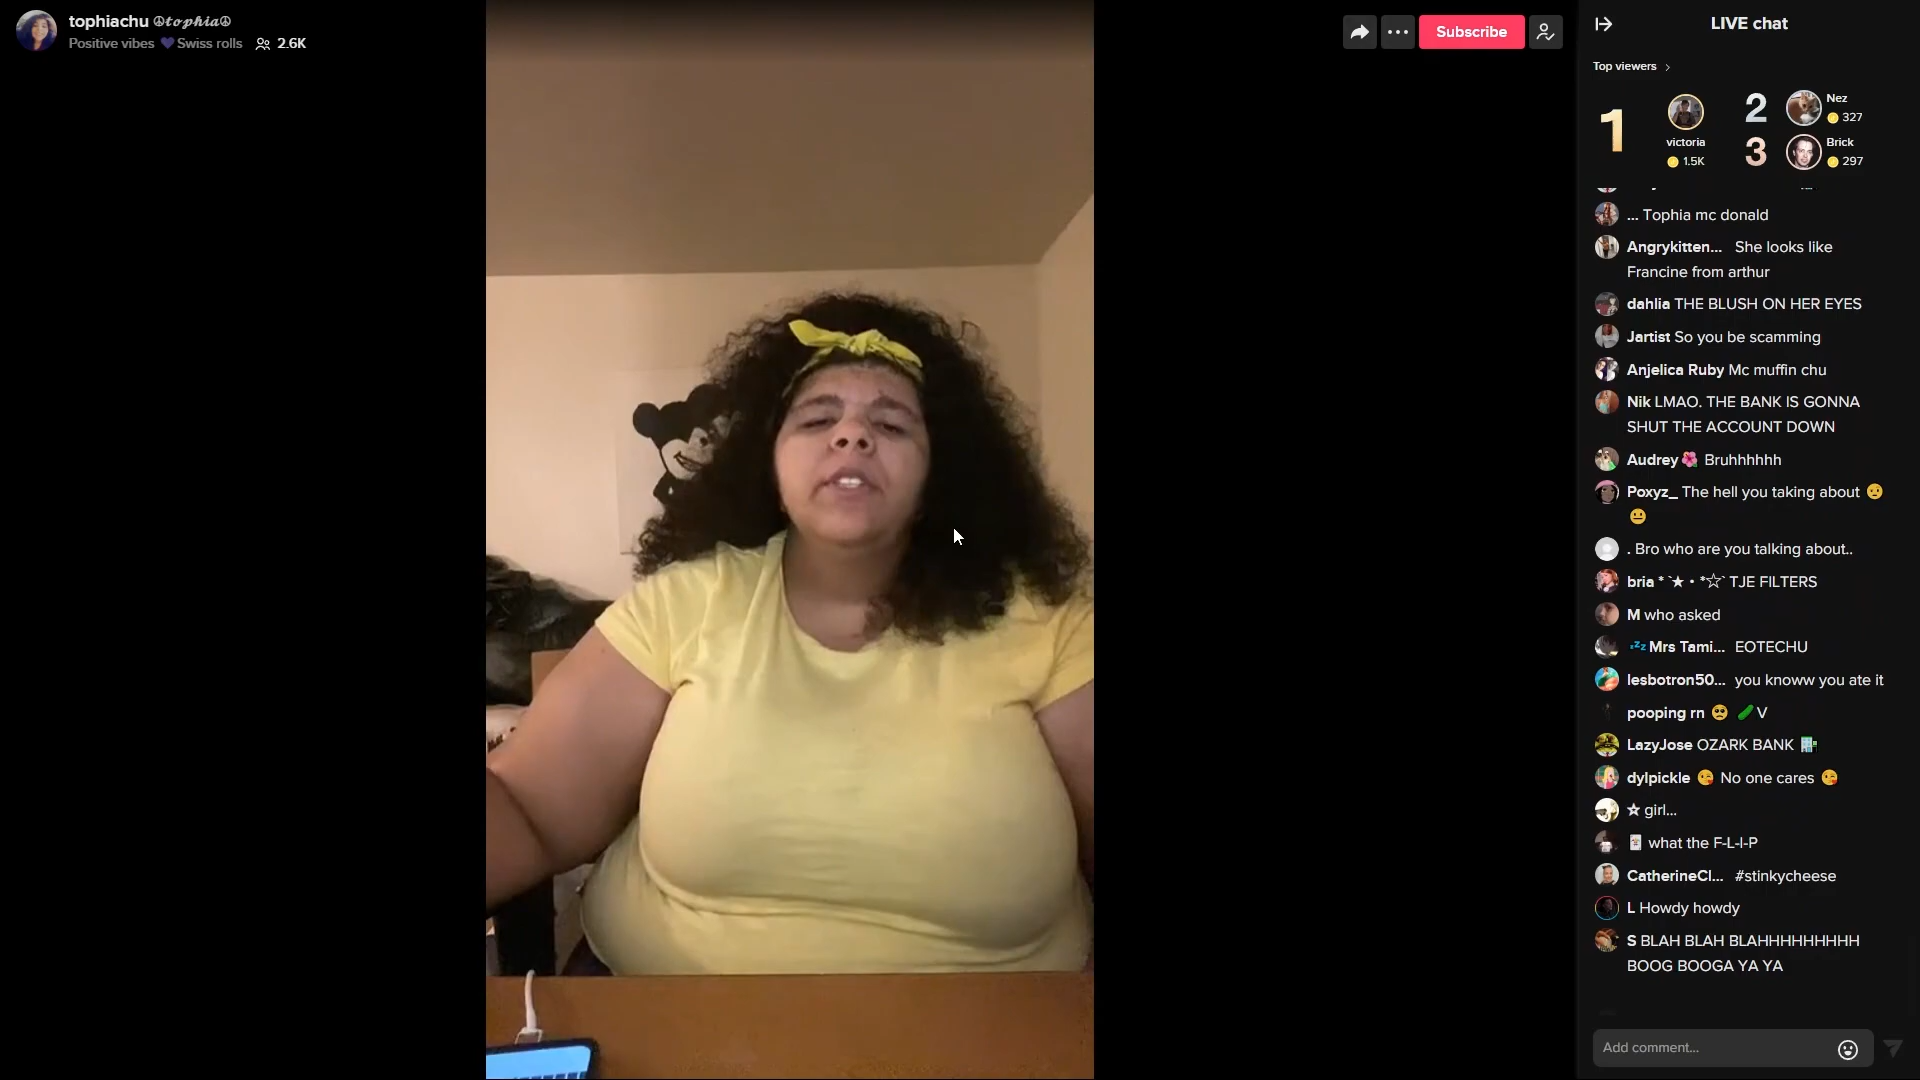 tophiachu ☮𝓽𝓸𝓹𝓱𝓲𝓪☮
Positive vibes 💜 Swiss rolls 2.6K
Subscribe
LIVE chat
Top viewers
1
victoria
1.5K
2
Nez
327
3
Brick
297
... Tophia mc donald
Angrykitten... She looks like
Francine from arthur
dahlia THE BLUSH ON HER EYES
Jartist So you be scamming
Anjelica Ruby Mc muffin chu
Nik LMAO. THE BANK IS GONNA
SHUT THE ACCOUNT DOWN
Audrey🌺 Bruhhhhhh
Poxyz_ The hell you taking about
. Bro who are you talking about..
bria * `★ • *☆` TJE FILTERS
M who asked
💤 Mrs Tami... EOTECHU
lesbotron50... you knoww you ate it
pooping rn 🥺 🥒 V
LazyJose OZARK BANK
dylpickle 😘 No one cares 😘
☆ girl...
what the F-L-I-P
CatherineCl... #stinkycheese
L Howdy howdy
S BLAH BLAH BLAHHHHHHHHH
BOOG BOOGA YA YA
Add comment...